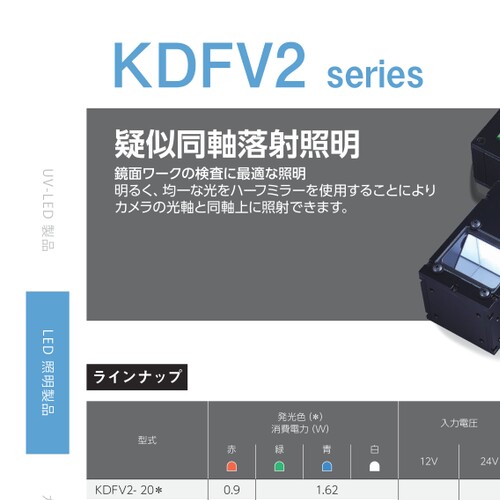 KDFV2 series
疑似同軸落射照明
鏡面ワークの検査に最適な照明
明るく、均一な光をハーフミラーを使用することにより
カメラの光軸と同軸上に照射できます。
UV-LED 製品
LED 照明製品
ラインナップ
型式
発光色 (*)
消費電力 (W)
入力電圧
赤 緑 青 白
12V 24V
KDFV2- 20* 0.9 1.62